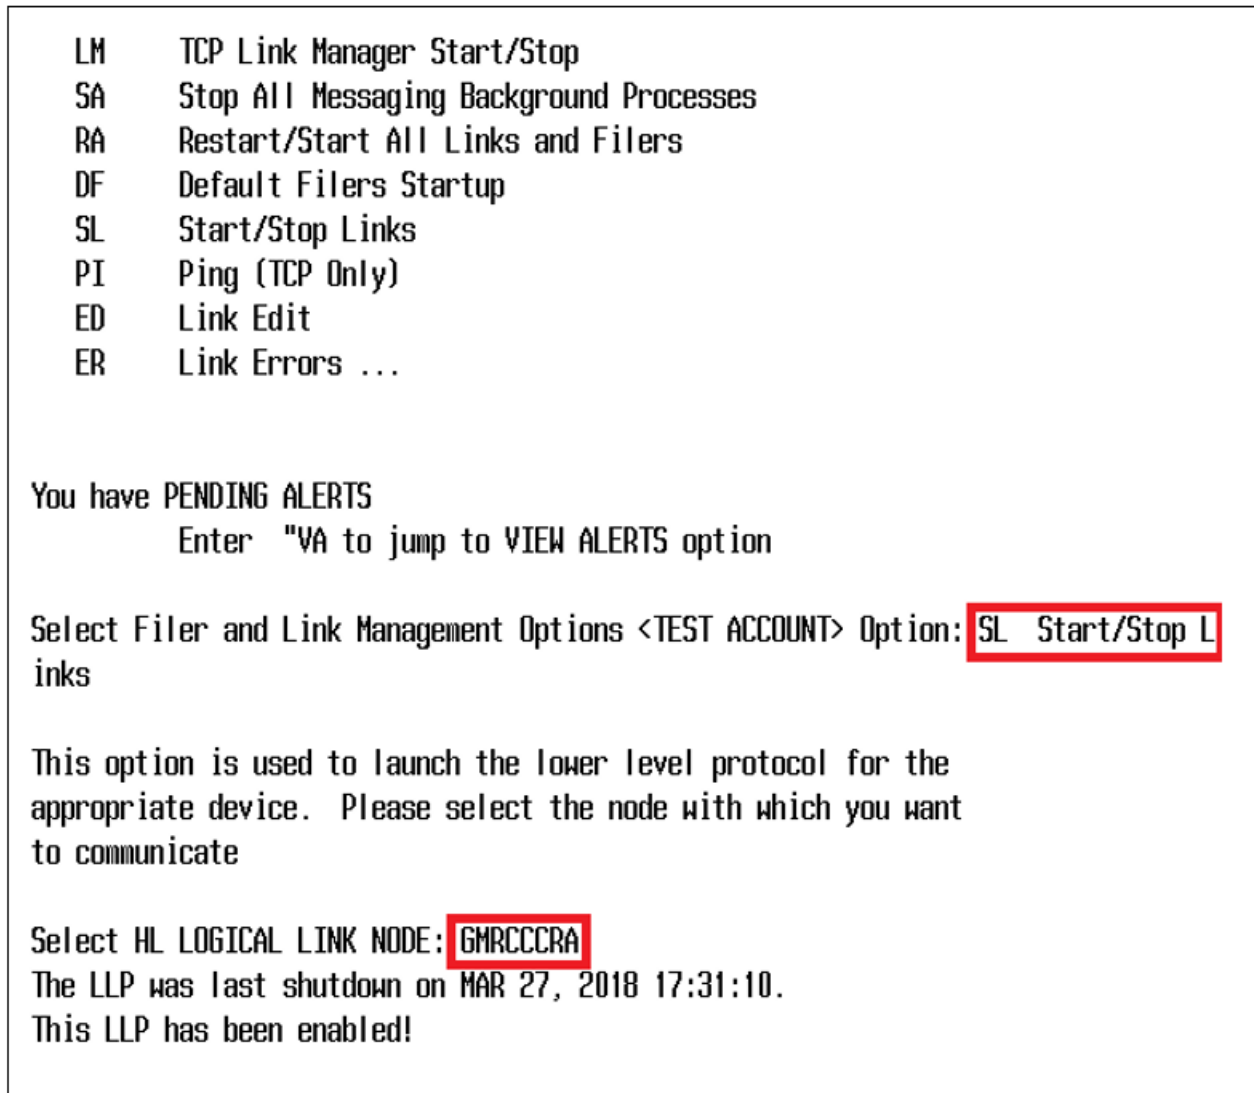 LM TCP Link Manager Start/Stop
SA Stop All Messaging Background Processes
RA Restart/Start All Links and Filers
DF Default Filers Startup
SL Start/Stop Links
PI Ping (TCP Only)
ED Link Edit
ER Link Errors ...
You have PENDING ALERTS
Enter "VA to jump to VIEW ALERTS option
Select Filer and Link Management Options <TEST ACCOUNT> Option: SL Start/Stop L
inks
This option is used to launch the lower level protocol for the
appropriate device. Please select the node with which you want
to communicate
Select HL LOGICAL LINK NODE: GMRCCCRA
The LLP was last shutdown on MAR 27, 2018 17:31:10.
This LLP has been enabled!